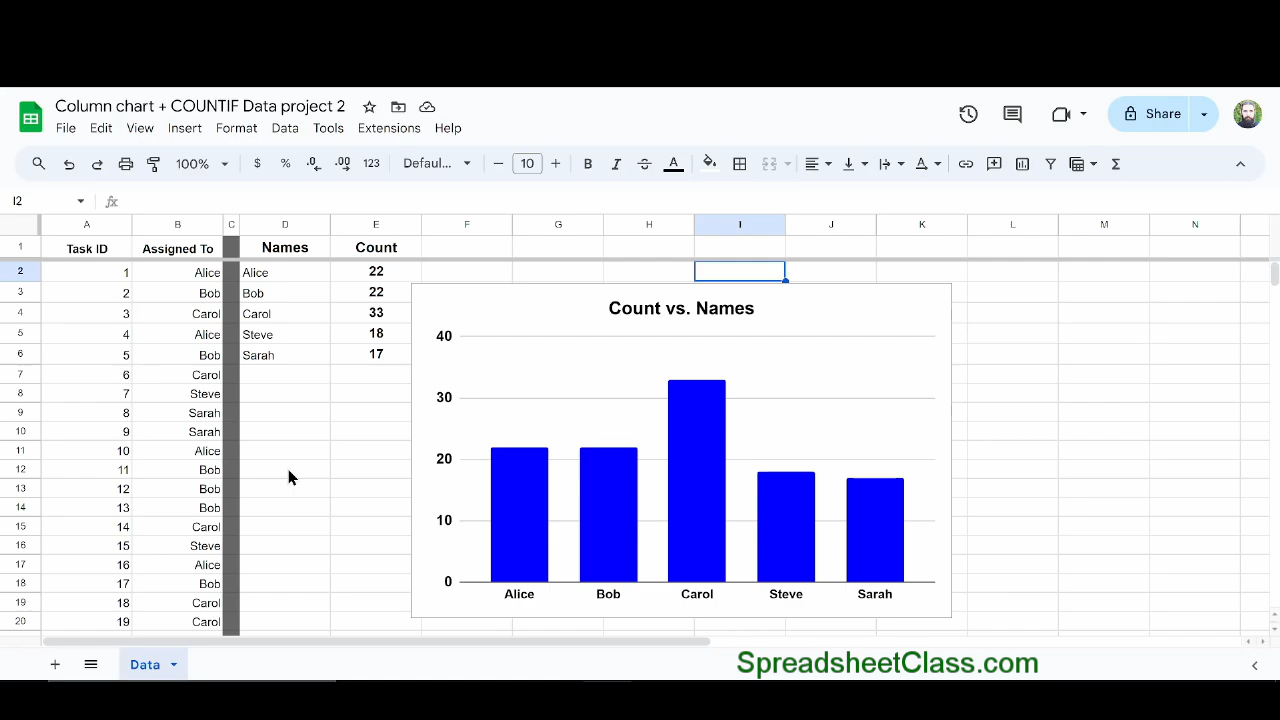 Column chart + COUNTIF Data project 2
Share
File Edit View Insert Format Data Tools Extensions Help
100% $ % .0 .00 123 Defaul... 10 B I A A Σ
I2 fx
A B C D E F G H I J K L M N
1 Task ID Assigned To Names Count
2 1 Alice Alice 22
3 2 Bob Bob 22
4 3 Carol Carol 33
5 4 Alice Steve 18
6 5 Bob Sarah 17
7 6 Carol
8 7 Steve
9 8 Sarah
10 9 Sarah
11 10 Alice
12 11 Bob
13 12 Bob
14 13 Bob
15 14 Carol
16 15 Steve
17 16 Alice
18 17 Bob
19 18 Carol
20 19 Carol
Count vs. Names
40
30
20
10
0
Alice Bob Carol Steve Sarah
Data
SpreadsheetClass.com